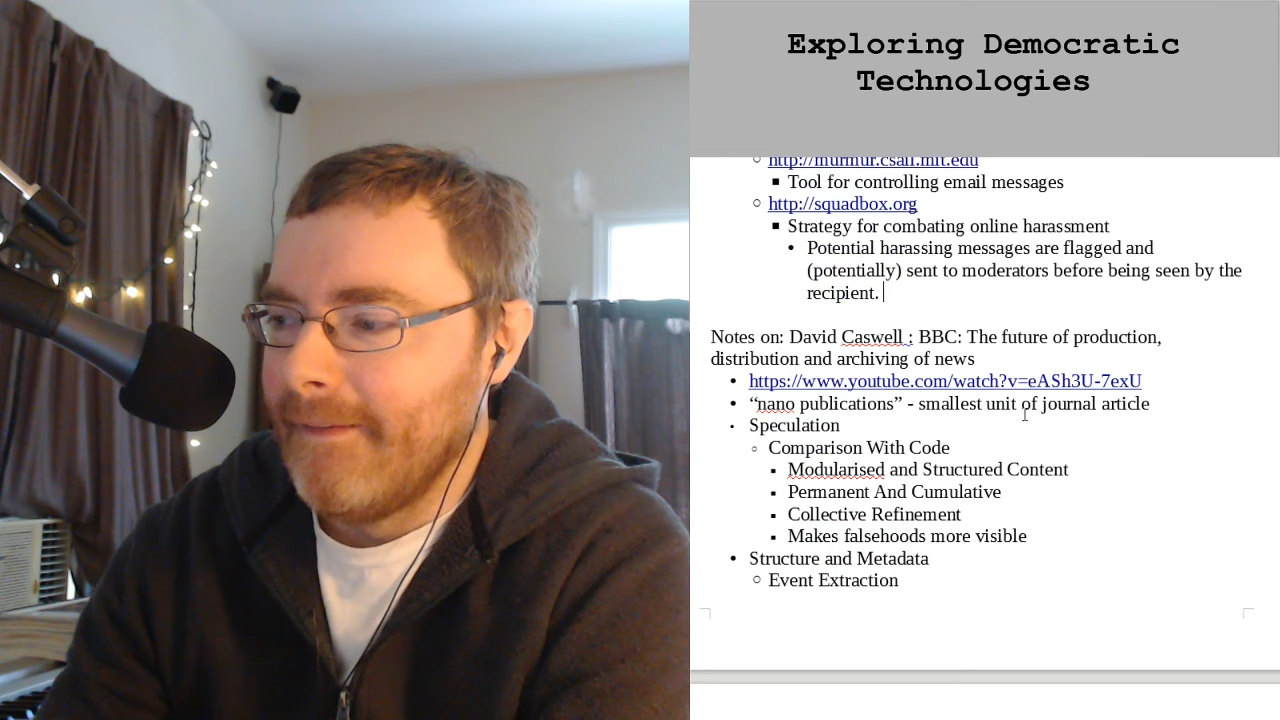 Exploring Democratic
Technologies
http://murmur.csail.mit.edu
Tool for controlling email messages
http://squadbox.org
Strategy for combating online harassment
Potential harassing messages are flagged and
(potentially) sent to moderators before being seen by the
recipient.
Notes on: David Caswell : BBC: The future of production,
distribution and archiving of news
https://www.youtube.com/watch?v=eASh3U-7exU
“nano publications” - smallest unit of journal article
Speculation
Comparison With Code
Modularised and Structured Content
Permanent And Cumulative
Collective Refinement
Makes falsehoods more visible
Structure and Metadata
Event Extraction